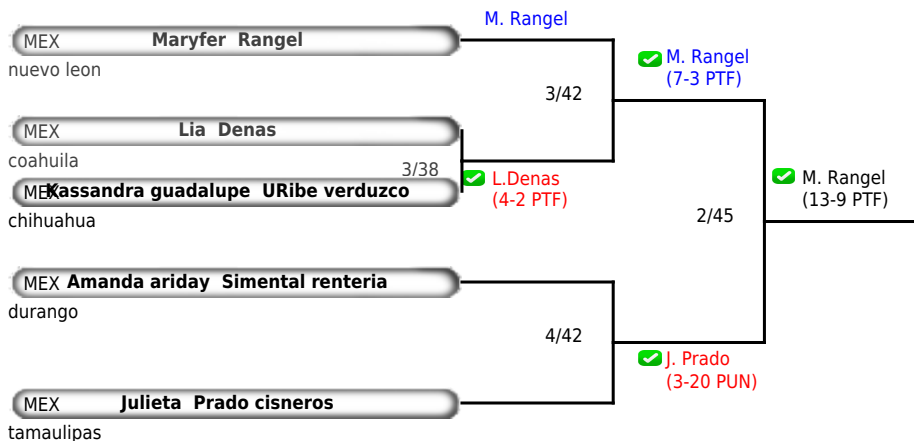 M. Rangel
MEX Maryfer Rangel
nuevo leon
M. Rangel
(7-3 PTF)
3/42
MEX Lia Denas
coahuila
3/38
MEX Kassandra guadalupe URibe verduzco
chihuahua
L.Denas
(4-2 PTF)
M. Rangel
(13-9 PTF)
2/45
MEX Amanda ariday Simental renteria
durango
4/42
J. Prado
(3-20 PUN)
MEX Julieta Prado cisneros
tamaulipas